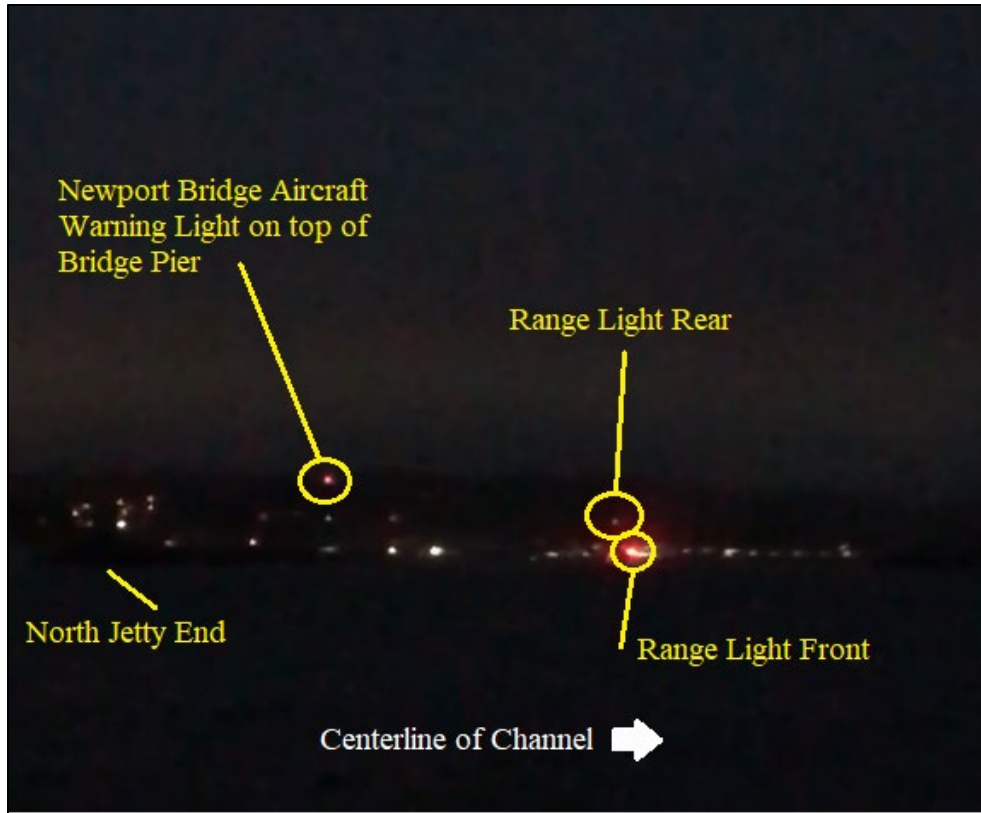 Newport Bridge Aircraft
Warning Light on top of
Bridge Pier
Range Light Rear
North Jetty End
Range Light Front
Centerline of Channel